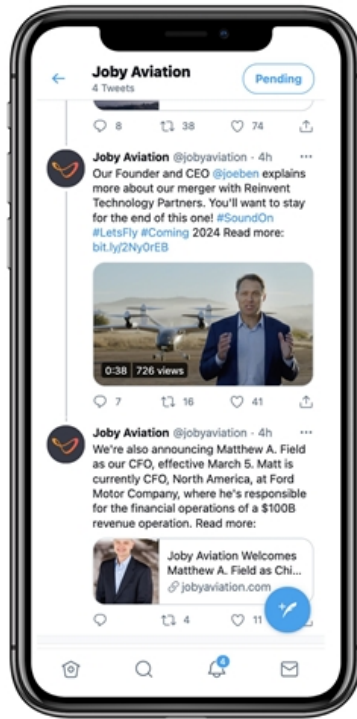 Joby Aviation
4 Tweets
Pending
8 38 74
Joby Aviation @jobyaviation · 4h
Our Founder and CEO @joeben explains
more about our merger with Reinvent
Technology Partners. You'll want to stay
for the end of this one! #SoundOn
#LetsFly #Coming 2024 Read more:
bit.ly/2Ny0rEB
0:38 726 views
7 16 41
Joby Aviation @jobyaviation · 4h
We're also announcing Matthew A. Field
as our CFO, effective March 5. Matt is
currently CFO, North America, at Ford
Motor Company, where he's responsible
for the financial operations of a $100B
revenue operation. Read more:
Joby Aviation Welcomes
Matthew A. Field as Chi...
jobyaviation.com
4 11
4